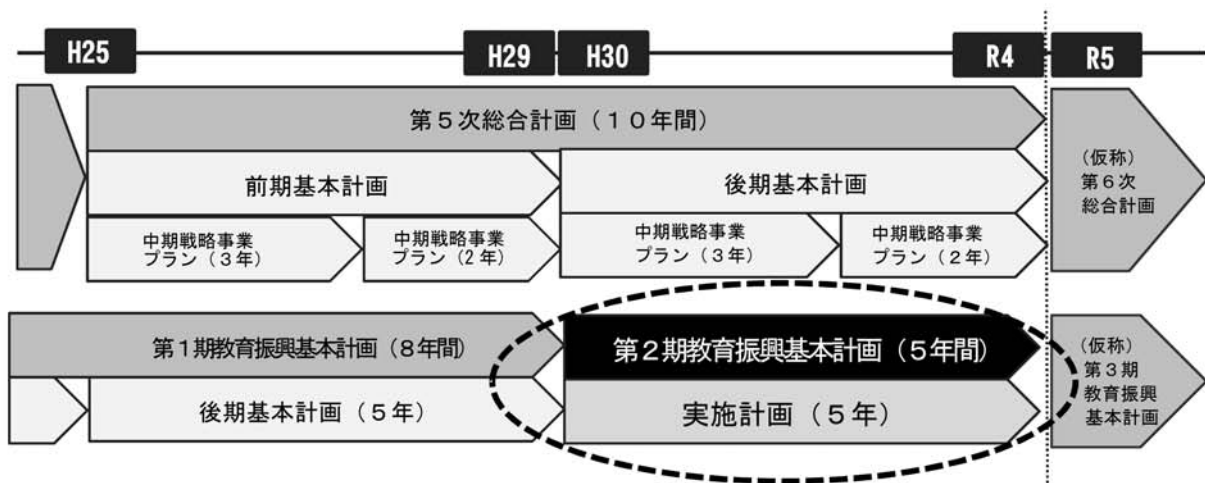 H25
H29
H30
R4
R5
第5次総合計画（１０年間）
前期基本計画
後期基本計画
中期戦略事業
プラン（３年）
中期戦略事業
プラン（2年）
中期戦略事業
プラン（３年）
中期戦略事業
プラン（２年）
（仮称）
第６次
総合計画
第１期教育振興基本計画（８年間）
第２期教育振興基本計画（５年間）
後期基本計画（５年）
実施計画（５年）
（仮称）
第３期
教育振興
基本計画